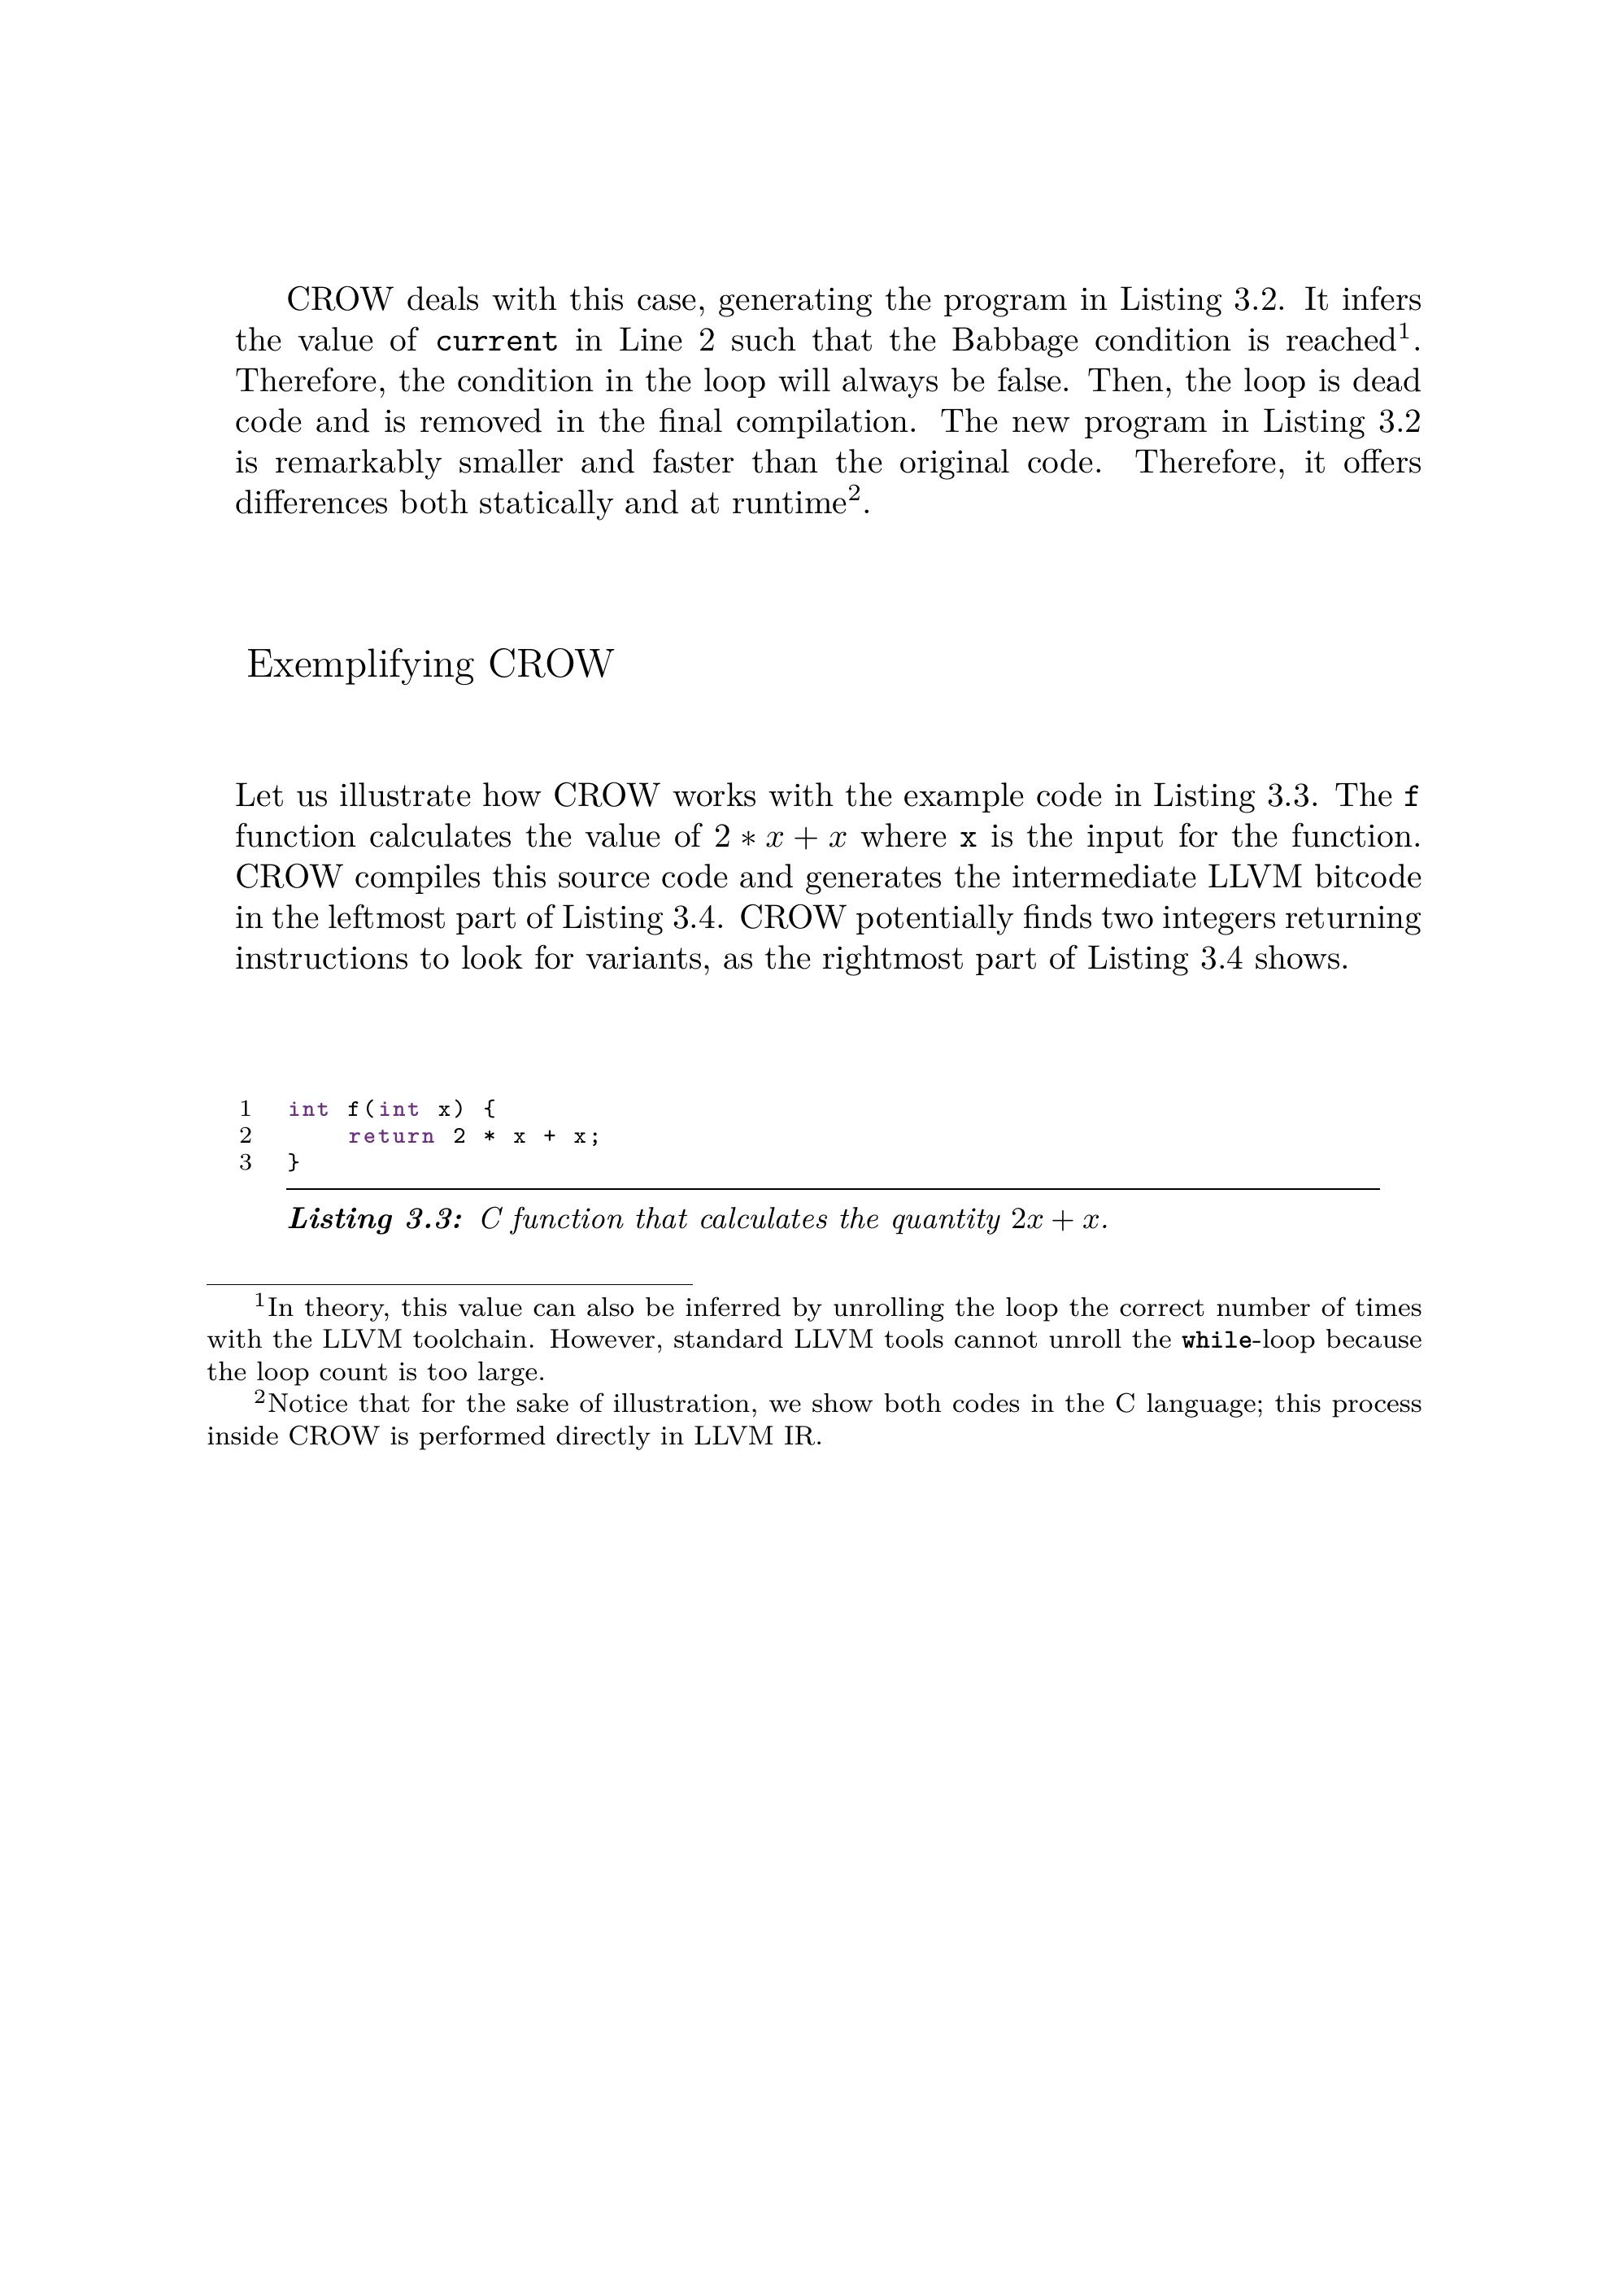 CROW deals with this case, generating the program in Listing 3.2. It infers
the value of current in Line 2 such that the Babbage condition is reached1.
Therefore, the condition in the loop will always be false. Then, the loop is dead
code and is removed in the final compilation. The new program in Listing 3.2
is remarkably smaller and faster than the original code. Therefore, it offers
differences both statically and at runtime2.
Exemplifying CROW
Let us illustrate how CROW works with the example code in Listing 3.3. The f
function calculates the value of 2 ∗ x + x where x is the input for the function.
CROW compiles this source code and generates the intermediate LLVM bitcode
in the leftmost part of Listing 3.4. CROW potentially finds two integers returning
instructions to look for variants, as the rightmost part of Listing 3.4 shows.
1 int f(int x) {
2     return 2 * x + x;
3 }
Listing 3.3: C function that calculates the quantity 2x + x.
1In theory, this value can also be inferred by unrolling the loop the correct number of times
with the LLVM toolchain. However, standard LLVM tools cannot unroll the while-loop because
the loop count is too large.
2Notice that for the sake of illustration, we show both codes in the C language; this process
inside CROW is performed directly in LLVM IR.